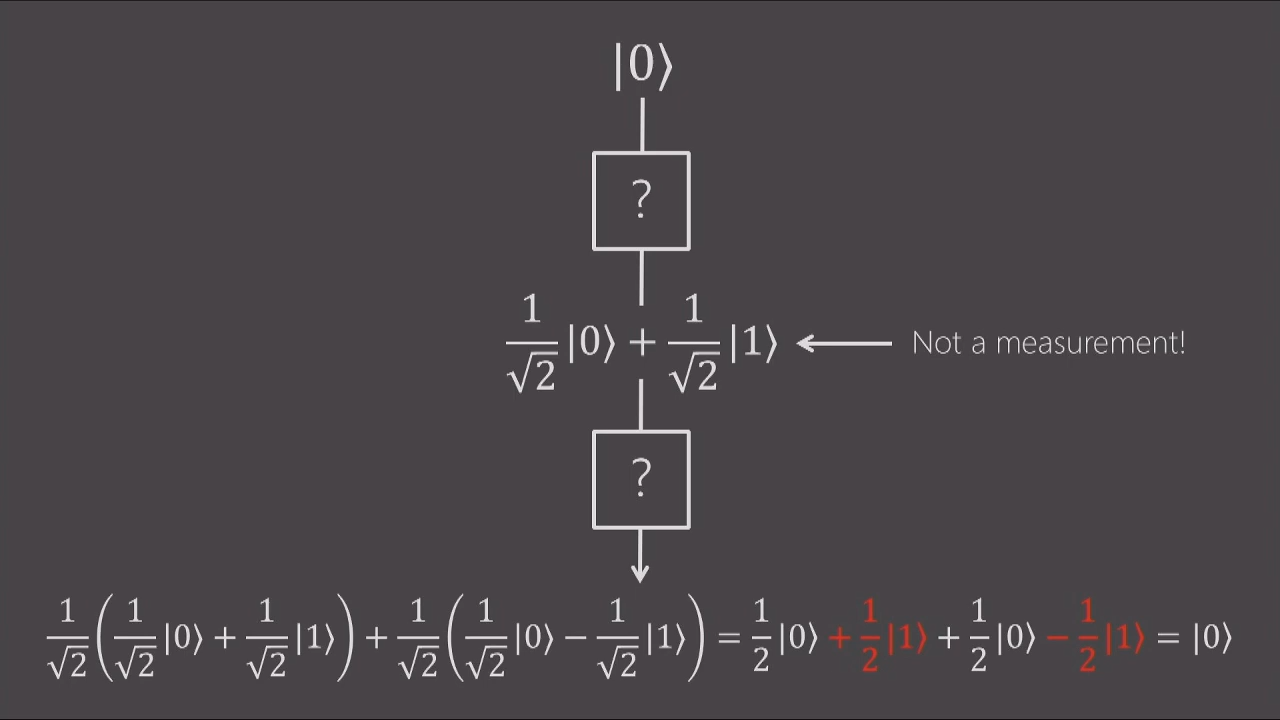 |0⟩
?
1/√2 |0⟩ + 1/√2 |1⟩ Not a measurement!
?
1/√2 (1/√2 |0⟩ + 1/√2 |1⟩) + 1/√2 (1/√2 |0⟩ − 1/√2 |1⟩) = 1/2 |0⟩ + 1/2 |1⟩ + 1/2 |0⟩ − 1/2 |1⟩ = |0⟩